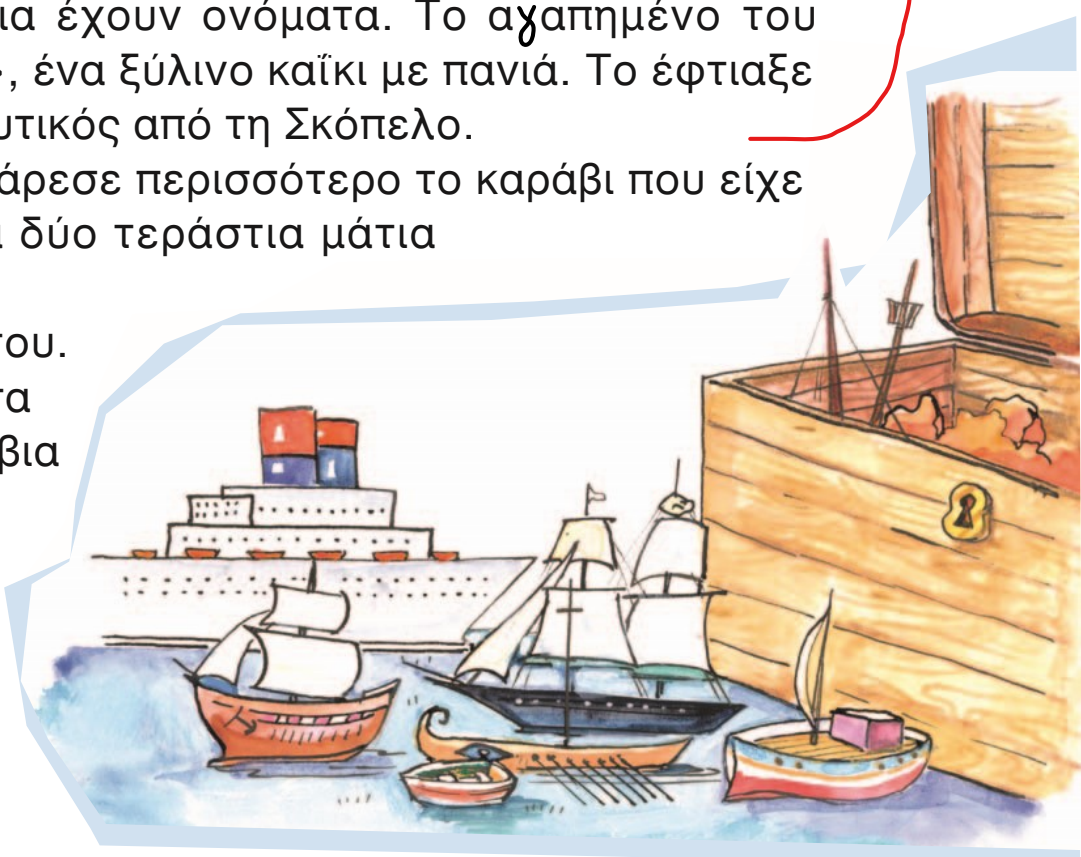 ια έχουν ονόματα. Το αγαπημένο του
, ένα ξύλινο καΐκι με πανιά. Το έφτιαξε
υτικός από τη Σκόπελο.
άρεσε περισσότερο το καράβι που είχε
δύο τεράστια μάτια
του.
τα
βια